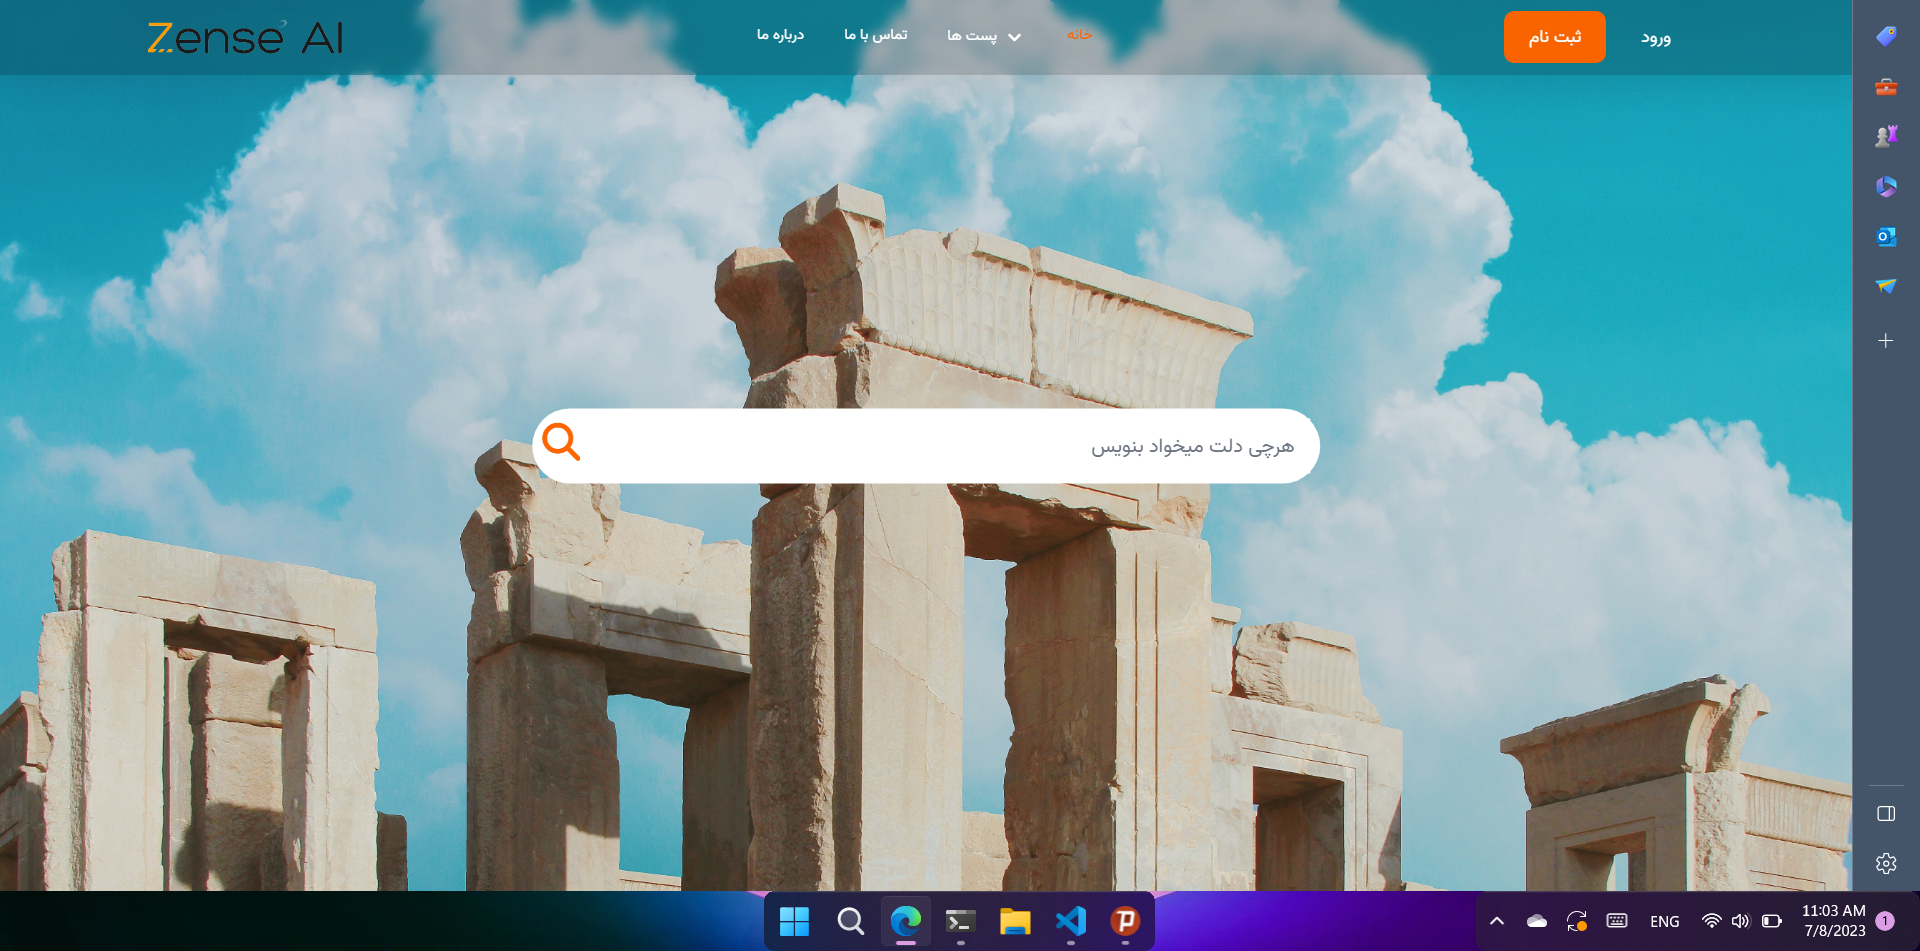 Zense AI
خانه
پست ها
تماس با ما
درباره ما
ثبت نام
ورود
هرچی دلت میخواد بنویس
ENG
11:03 AM
7/8/2023
1